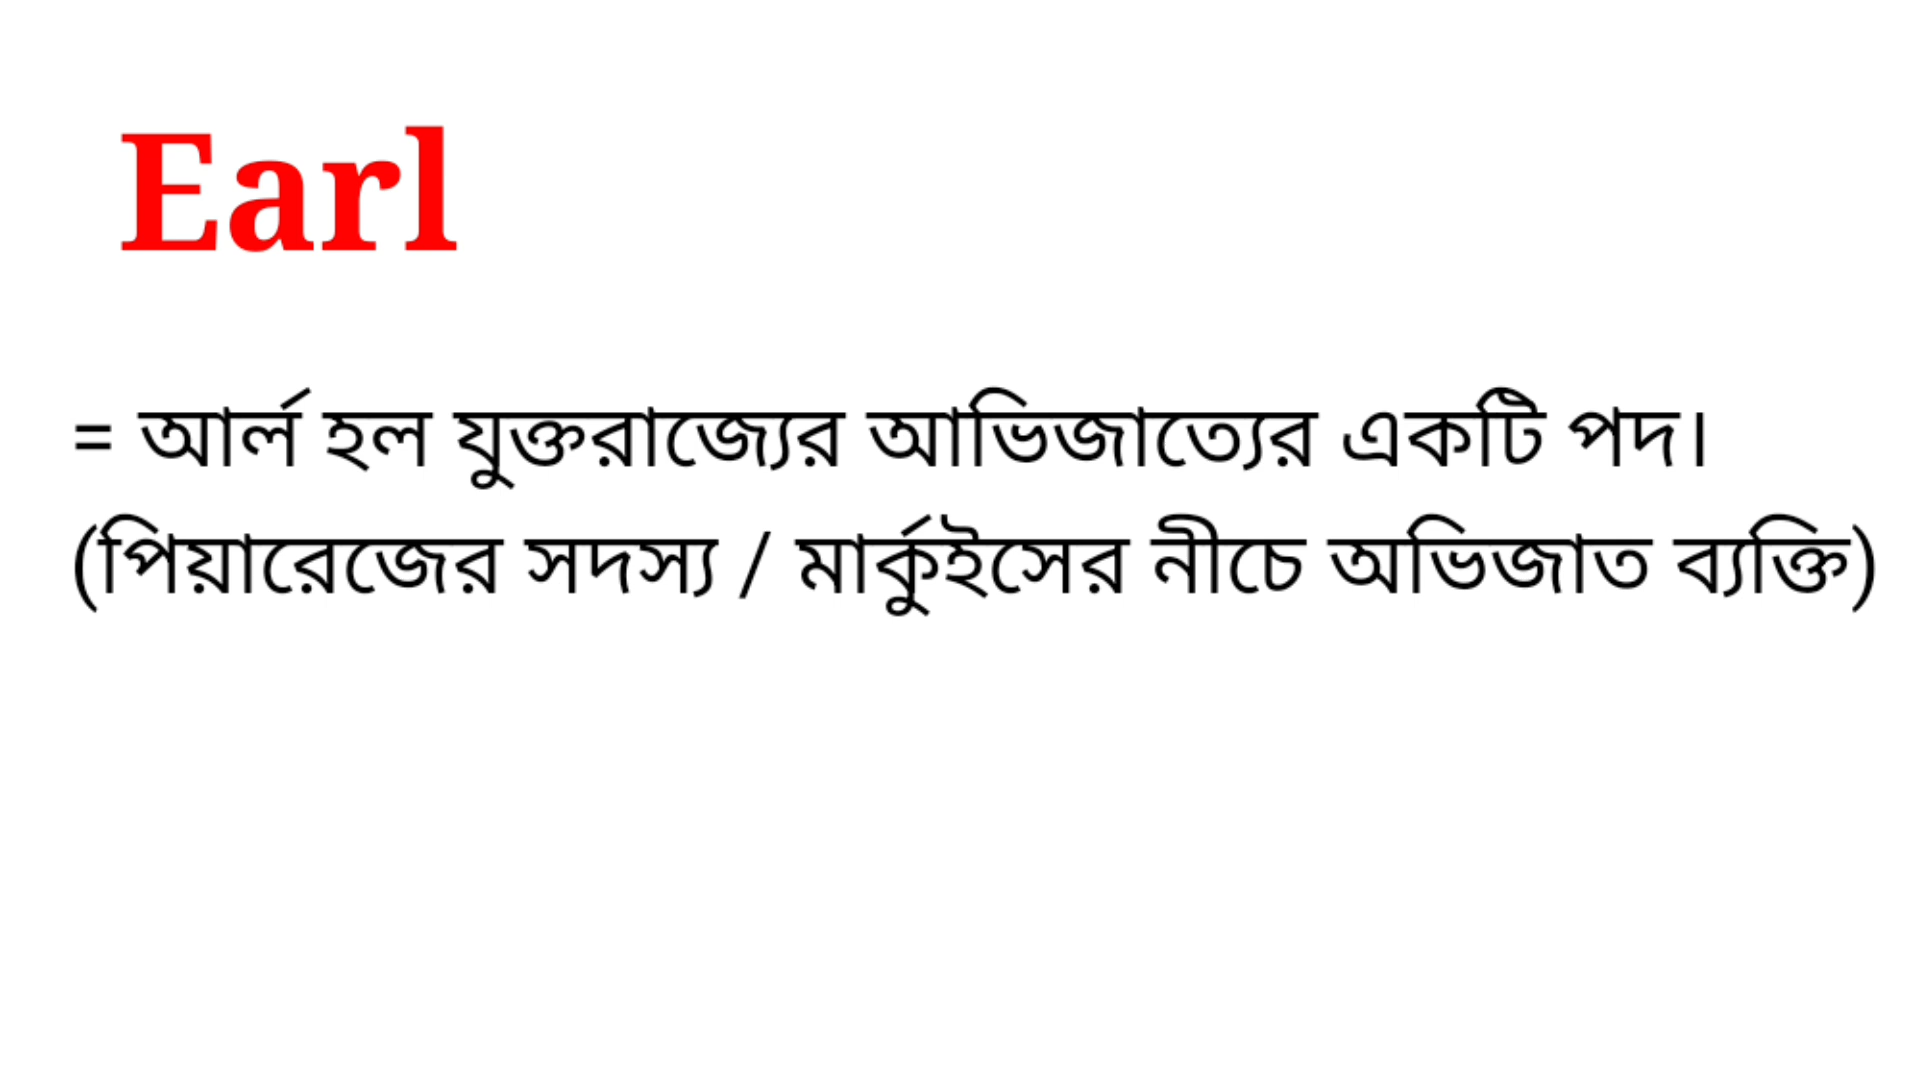 Earl
= আর্ল হল যুক্তরাজ্যের আভিজাত্যের একটি পদ।
(পিয়ারেজের সদস্য / মার্কুইসের নীচে অভিজাত ব্যক্তি)